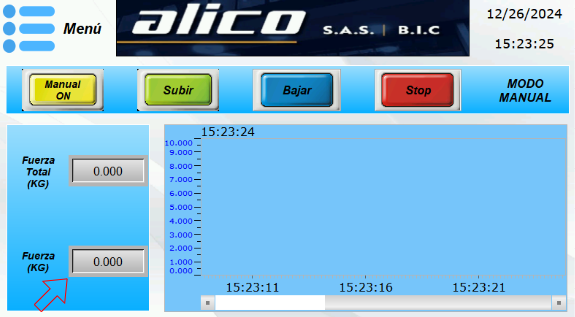 Menú
alico
S.A.S. | B.I.C
12/26/2024
15:23:25
Manual
ON
Subir
Bajar
Stop
MODO
MANUAL
Fuerza
Total
(KG)
0.000
Fuerza
(KG)
0.000
15:23:24
10.000
9.000
8.000
7.000
6.000
5.000
4.000
3.000
2.000
1.000
0.000
15:23:11
15:23:16
15:23:21